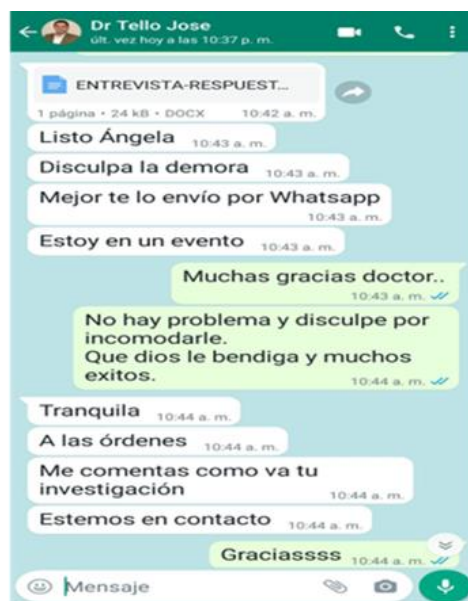 Dr Tello Jose
últ. vez hoy a las 10:37 p. m.
ENTREVISTA-RESPUEST...
1 página • 24 kB • DOCX 10:42 a. m.
Listo Ángela 10:43 a. m.
Disculpa la demora 10:43 a. m.
Mejor te lo envío por Whatsapp
10:43 a. m.
Estoy en un evento 10:43 a. m.
Muchas gracias doctor..
10:43 a. m.
No hay problema y disculpe por
incomodarle.
Que dios le bendiga y muchos
exitos. 10:44 a. m.
Tranquila 10:44 a. m.
A las órdenes 10:44 a. m.
Me comentas como va tu
investigación 10:44 a. m.
Estemos en contacto 10:44 a. m.
Graciassss 10:44 a. m.
Mensaje